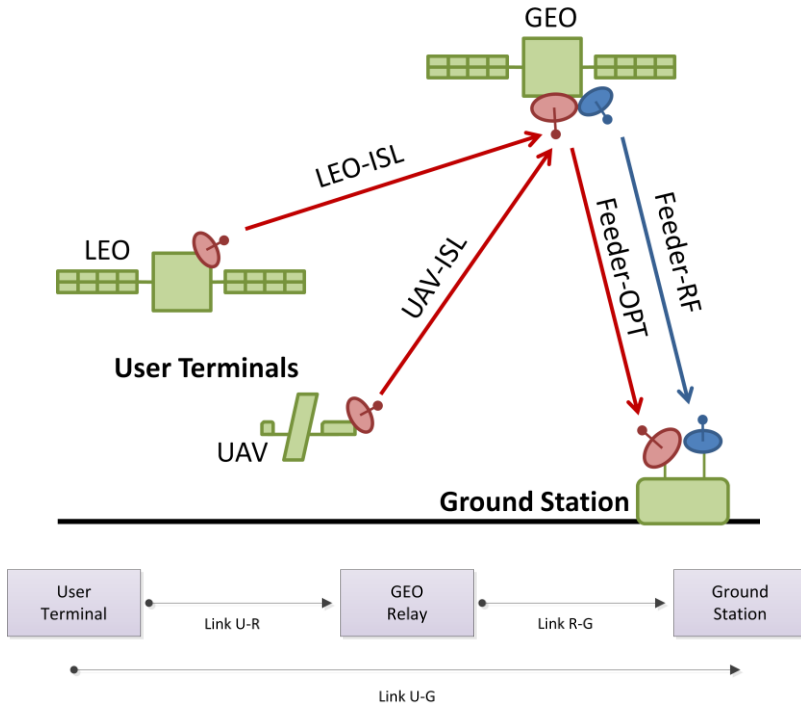 GEO
LEO-ISL
LEO
UAV-ISL
Feeder-OPT
Feeder-RF
User Terminals
UAV
Ground Station
User
Terminal
Link U-R
GEO
Relay
Link R-G
Ground
Station
Link U-G